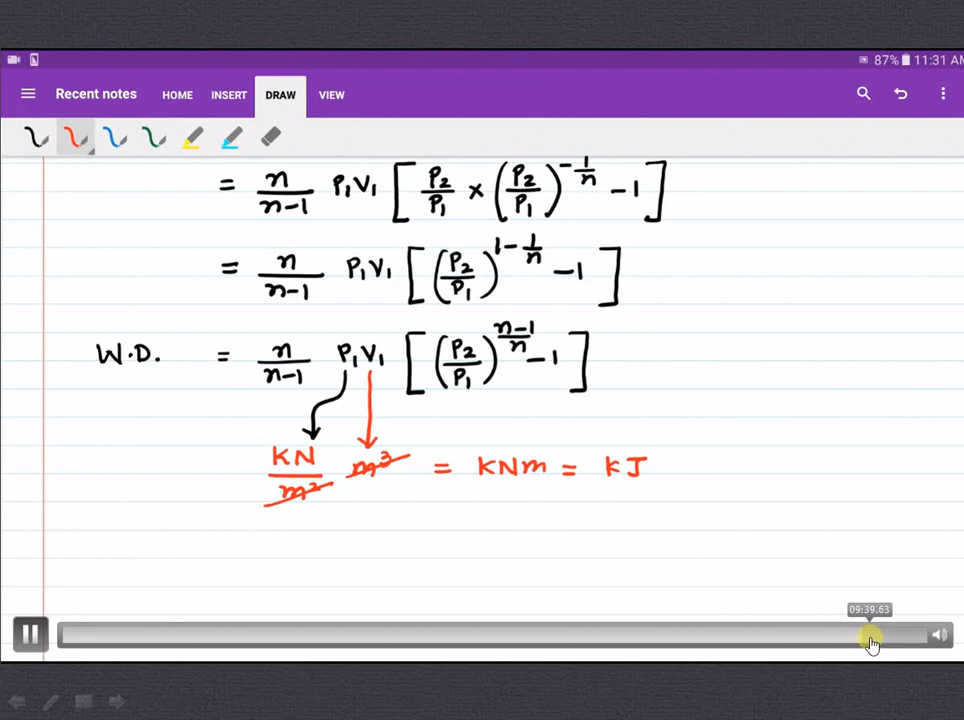 87% 11:31 AM
Recent notes HOME INSERT DRAW VIEW
= n/(n-1) P₁V₁ [ P₂/P₁ × (P₂/P₁)^(-1/n) - 1 ]
= n/(n-1) P₁V₁ [ (P₂/P₁)^(1-1/n) - 1 ]
W.D. = n/(n-1) P₁V₁ [ (P₂/P₁)^((n-1)/n) - 1 ]
KN/m² m³ = KNm = KJ
09:39.63